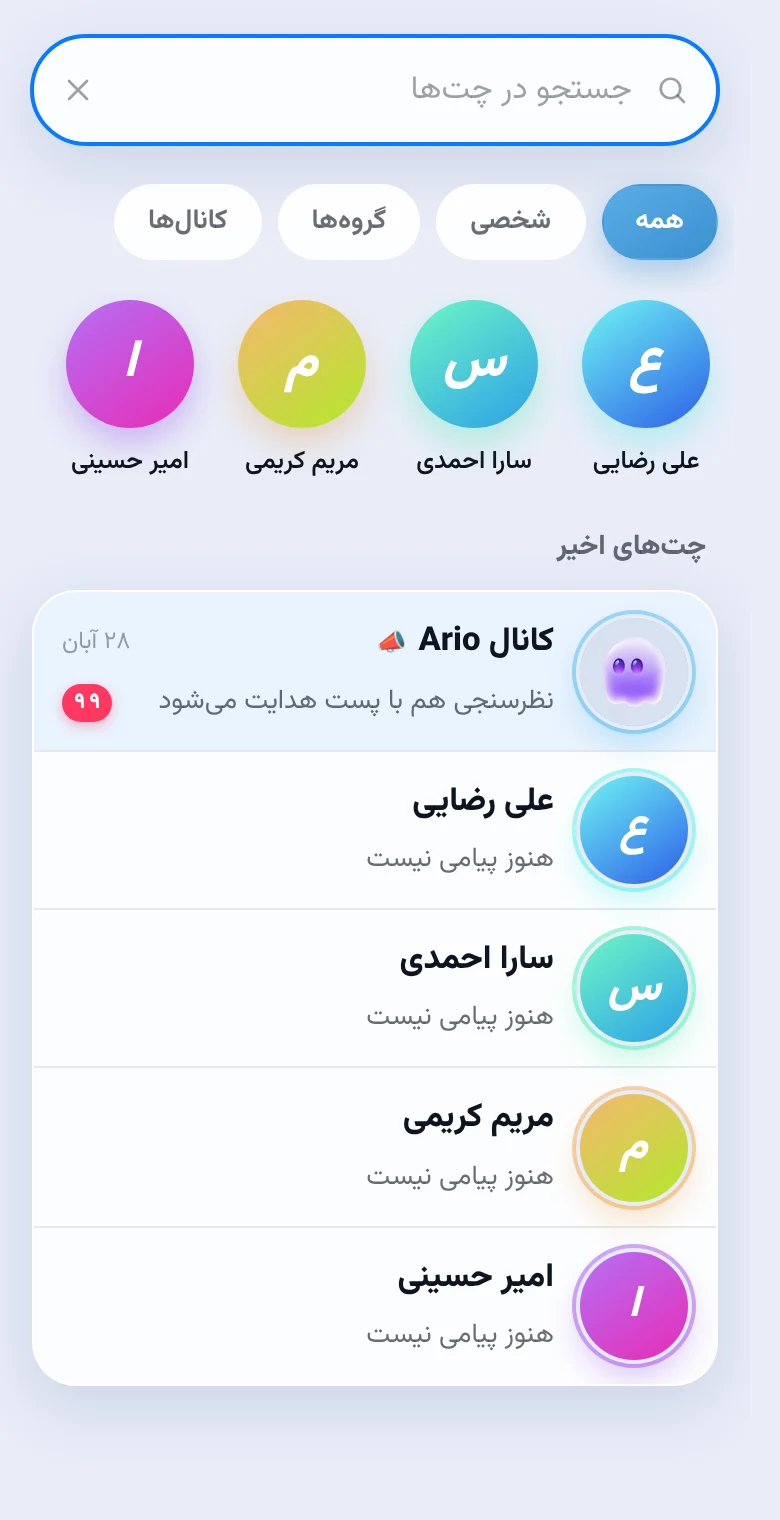 جستجو در چت‌ها
همه شخصی گروه‌ها کانال‌ها
ع س م ا
علی رضایی سارا احمدی مریم کریمی امیر حسینی
چت‌های اخیر
کانال Ario 📣 ۲۸ آبان
نظرسنجی هم با پست هدایت می‌شود ۹۹
علی رضایی
ع
هنوز پیامی نیست
سارا احمدی
س
هنوز پیامی نیست
مریم کریمی
م
هنوز پیامی نیست
امیر حسینی
ا
هنوز پیامی نیست